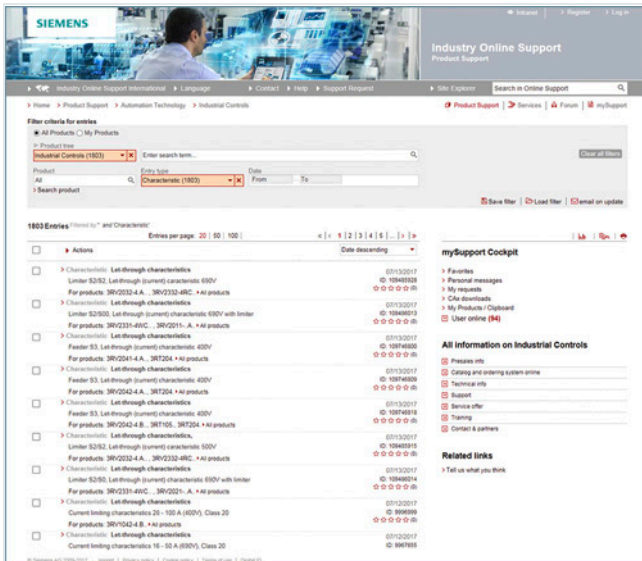 SIEMENS
Intranet > Register > Log in
Industry Online Support
Product Support
Industry Online Support International > Language > Contact > Help > Support Request > Site Explorer Search in Online Support
> Home > Product Support > Automation Technology > Industrial Controls
Product Support | Services | Forum | mySupport
Filter criteria for entries
All Products My Products
Product tree
Industrial Controls (1803) Enter search term... Clear all filters
Product Entry type Date
All Characteristic (1803) From To
> Search product
Save filter | Load filter | email on update
1803 Entries Filtered by " and 'Characteristic'
Entries per page: 20 | 50 | 100 | « | < 1 | 2 | 3 | 4 | 5 | ... | > | »
Actions Date descending
> Characteristic Let-through characteristics 07/13/2017
Limiter S2/S2, Let-through (current) caracteristic 690V
For products: 3RV2032-4.A.., 3RV2332-4RC.. All products
> Characteristic Let-through characteristics 07/13/2017
Limiter S2/S00, Let-through (current) characteristic 690V with limiter
For products: 3RV2331-4WC.., 3RV2011-..A.. All products
> Characteristic Let-through characteristics 07/13/2017
Feeder S3, Let-through (current) characteristic 400V
For products: 3RV2041-4.A.., 3RT204. All products
> Characteristic Let-through characteristics 07/13/2017
Feeder S3, Let-through (current) characteristic 400V
For products: 3RV2042-4.A.., 3RT204. All products
> Characteristic Let-through characteristics 07/13/2017
Feeder S3, Let-through (current) characteristic 400V
For products: 3RV2042-4.B.., 3RT105., 3RT204. All products
> Characteristic Let-through characteristics, 07/13/2017
Limiter S2/S2, Let-through (current) caracteristic 500V
For products: 3RV2032-4.A.., 3RV2332-4RC.. All products
> Characteristic Let-through characteristics 07/13/2017
Limiter S2/S0, Let-through (current) characteristic 690V with limiter
For products: 3RV2331-4WC.., 3RV2021-..A.. All products
> Characteristic Let-through characteristics 07/12/2017
Current limiting characteristics 28 - 100 A (400V), Class 20
For products: 3RV1042-4.B.. All products
> Characteristic Let-through characteristics 07/12/2017
Current limiting characteristics 16 - 50 A (690V), Class 20
mySupport Cockpit
> Favorites
> Personal messages
> My requests
> CAx downloads
> My Products / Clipboard
User online (94)
All information on Industrial Controls
Presales info
Catalog and ordering system online
Technical info
Support
Service offer
Training
Contact & partners
Related links
> Tell us what you think